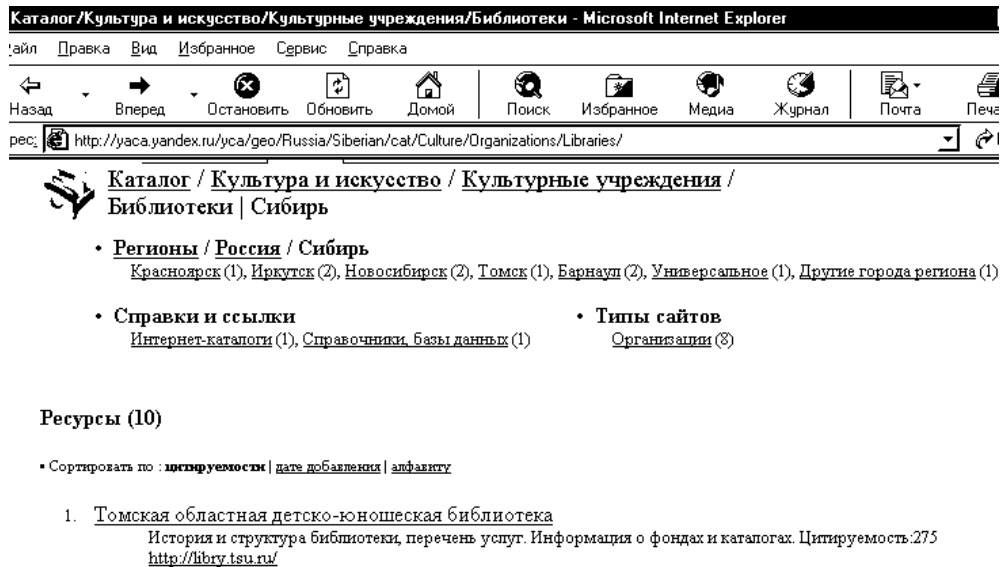 Каталог/Культура и искусство/Культурные учреждения/Библиотеки - Microsoft Internet Explorer
айл Правка Вид Избранное Сервис Справка
Назад Вперед Остановить Обновить Домой Поиск Избранное Медиа Журнал Почта Печа
рес: http://yaca.yandex.ru/yca/geo/Russia/Siberian/cat/Culture/Organizations/Libraries/
Каталог / Культура и искусство / Культурные учреждения /
Библиотеки | Сибирь
• Регионы / Россия / Сибирь
Красноярск (1), Иркутск (2), Новосибирск (2), Томск (1), Барнаул (2), Универсальное (1), Другие города региона (1)
• Справки и ссылки • Типы сайтов
Интернет-каталоги (1), Справочники, базы данных (1) Организации (8)
Ресурсы (10)
▪ Сортировать по : цитируемости | дате добавления | алфавиту
1. Томская областная детско-юношеская библиотека
История и структура библиотеки, перечень услуг. Информация о фондах и каталогах. Цитируемость:275
http://libry.tsu.ru/